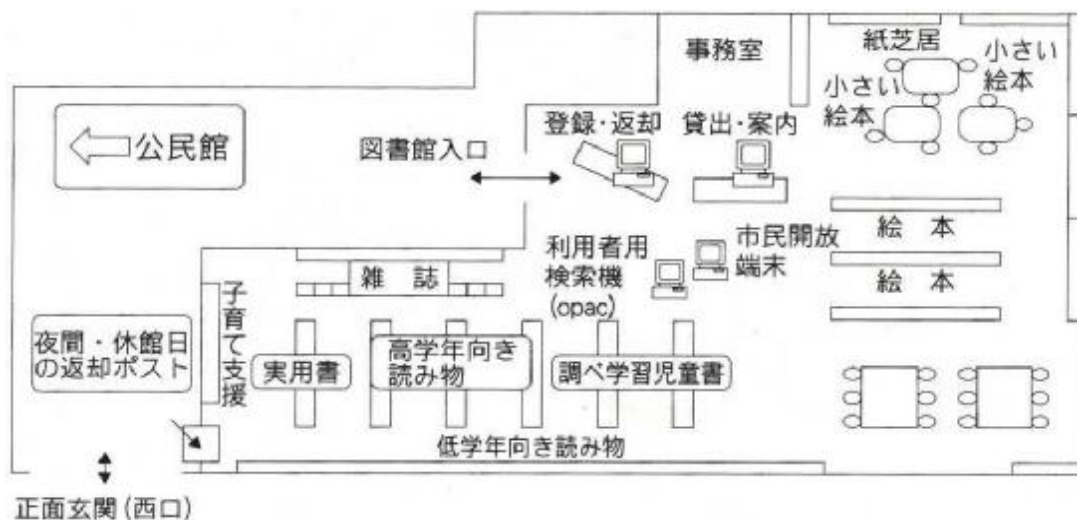 事務室
紙芝居
小さい
絵本
小さい
絵本
公民館
図書館入口
登録・返却
貸出・案内
絵 本
絵 本
利用者用
検索機
(opac)
市民開放
端末
雑 誌
子育て支援
夜間・休館日
の返却ポスト
実用書
高学年向き
読み物
調べ学習児童書
低学年向き読み物
正面玄関(西口)